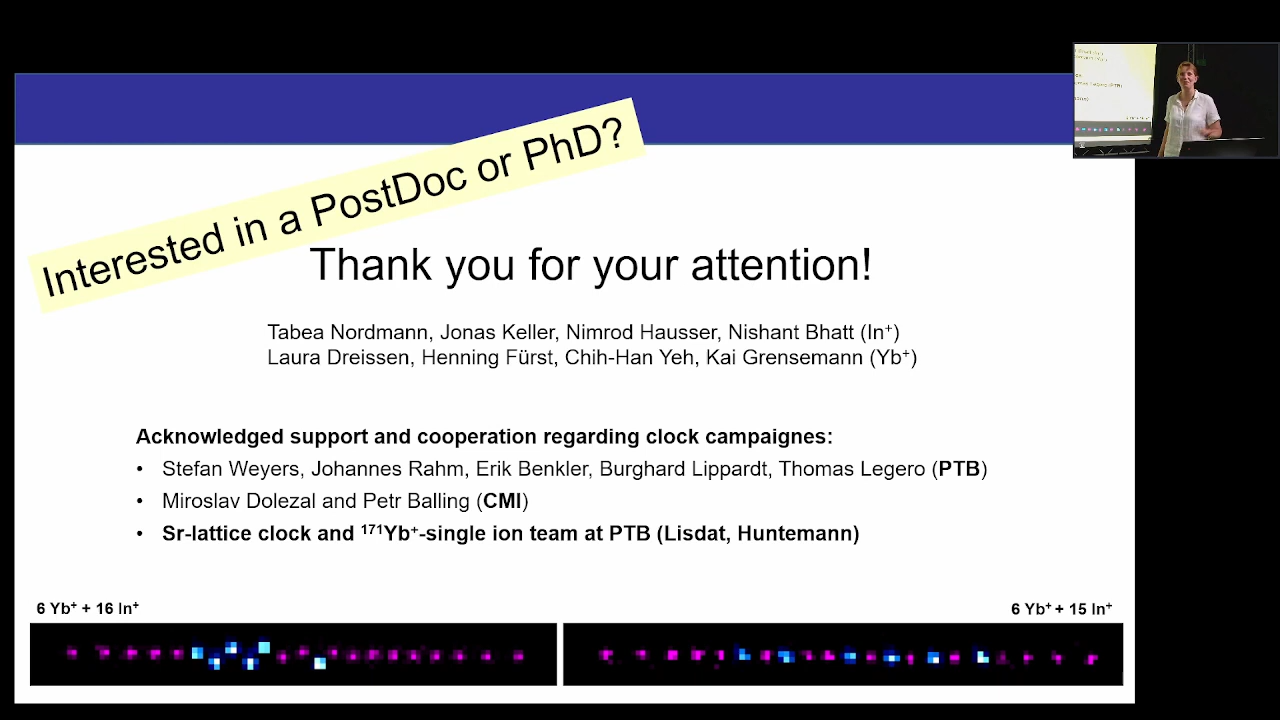 Interested in a PostDoc or PhD?
Thank you for your attention!
Tabea Nordmann, Jonas Keller, Nimrod Hausser, Nishant Bhatt (In⁺)
Laura Dreissen, Henning Fürst, Chih-Han Yeh, Kai Grensemann (Yb⁺)
Acknowledged support and cooperation regarding clock campaignes:
• Stefan Weyers, Johannes Rahm, Erik Benkler, Burghard Lippardt, Thomas Legero (PTB)
• Miroslav Dolezal and Petr Balling (CMI)
• Sr-lattice clock and ¹⁷¹Yb⁺-single ion team at PTB (Lisdat, Huntemann)
6 Yb⁺ + 16 In⁺
6 Yb⁺ + 15 In⁺